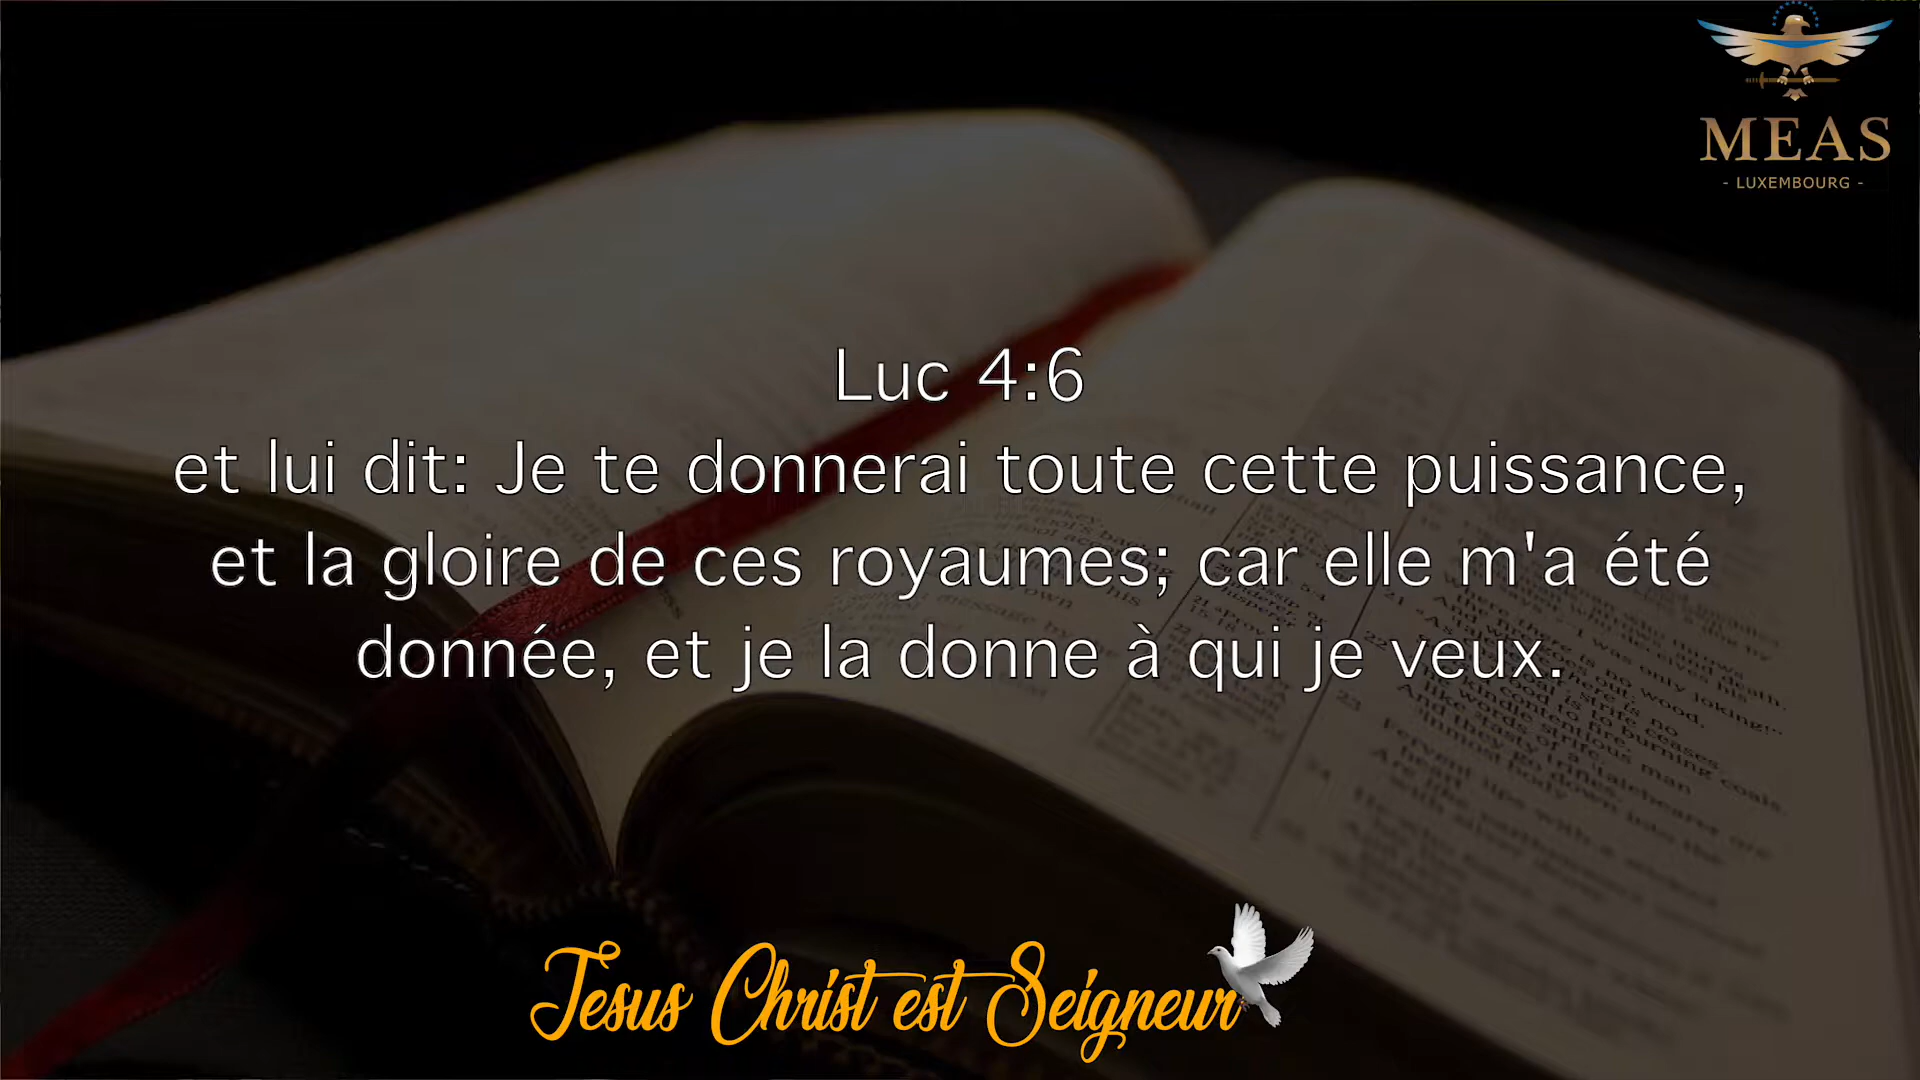 MEAS
- LUXEMBOURG -
Luc 4:6
et lui dit: Je te donnerai toute cette puissance,
et la gloire de ces royaumes; car elle m'a été
donnée, et je la donne à qui je veux.
Jésus Christ est Seigneur